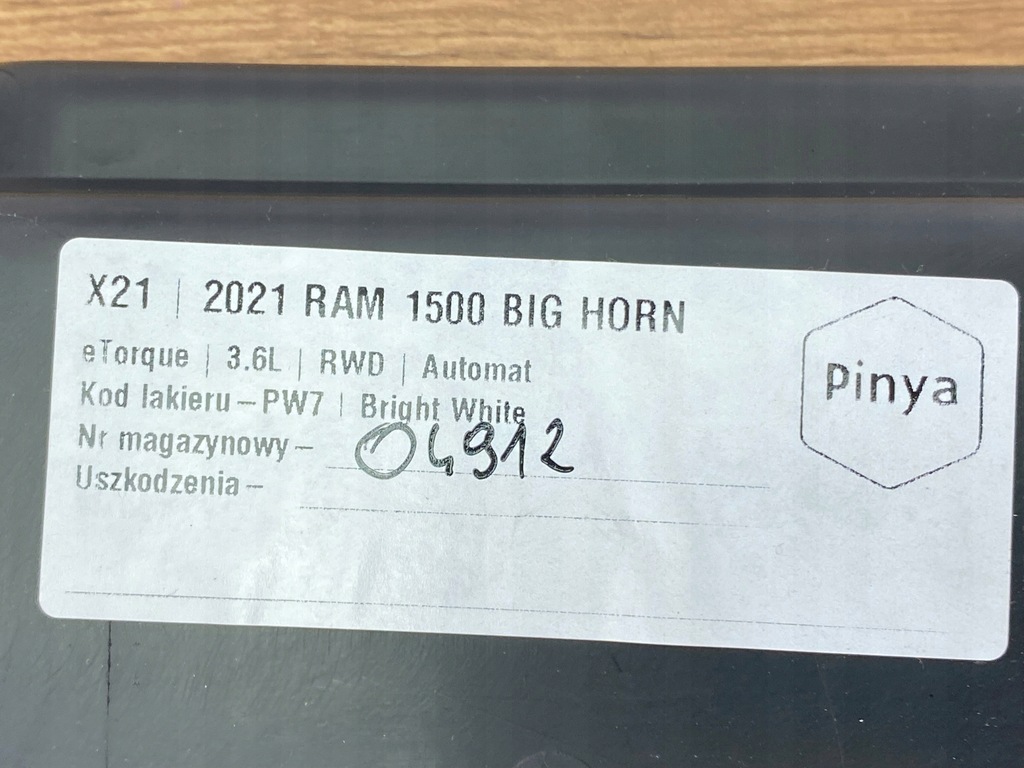 X21 | 2021 RAM 1500 BIG HORN
eTorque | 3.6L | RWD | Automat
Kod lakieru – PW7 | Bright White
Nr magazynowy – 04912
Uszkodzenia –
Pinya